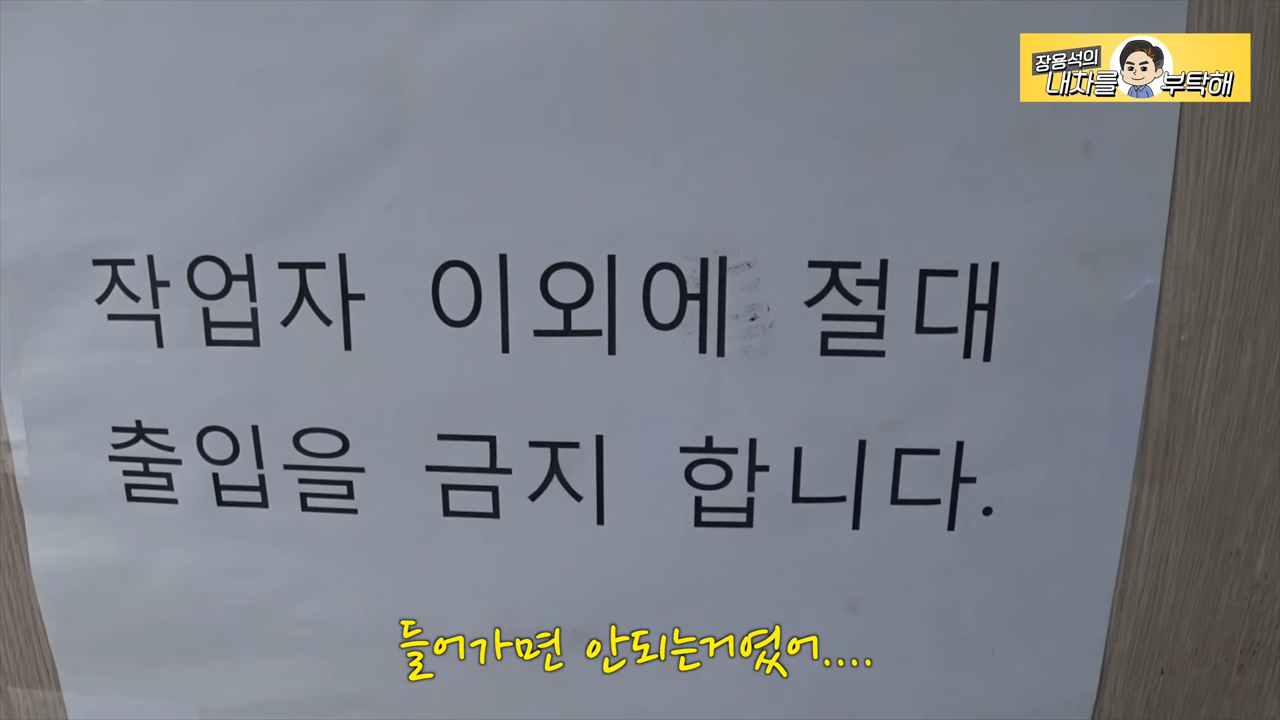 장용석의
내차를 부탁해
작업자 이외에 절대
출입을 금지 합니다.
들어가면 안되는거였어....